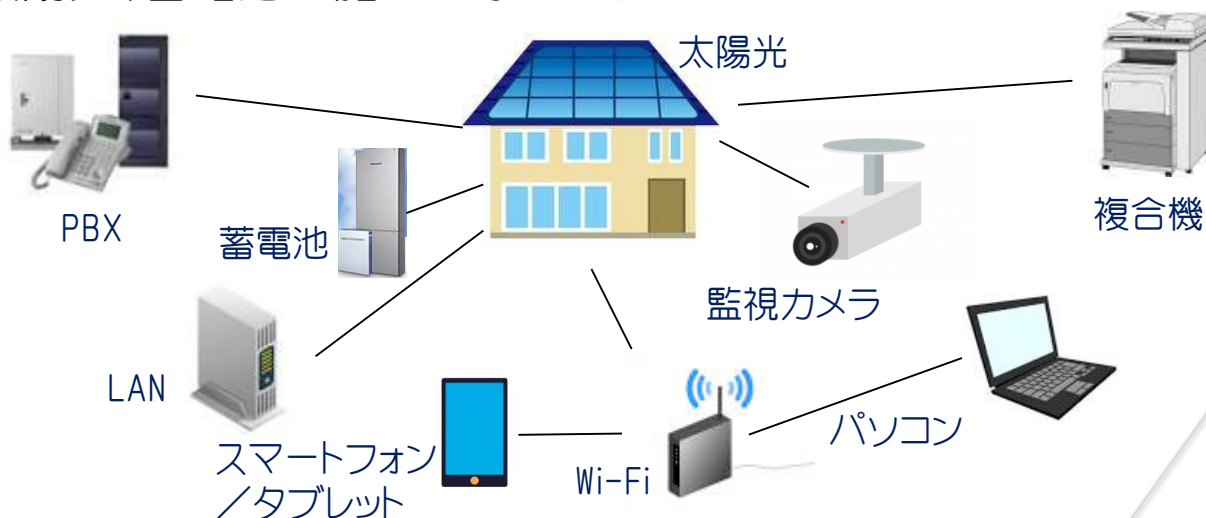 太陽光
PBX
蓄電池
複合機
監視カメラ
LAN
パソコン
スマートフォン
／タブレット
Wi-Fi